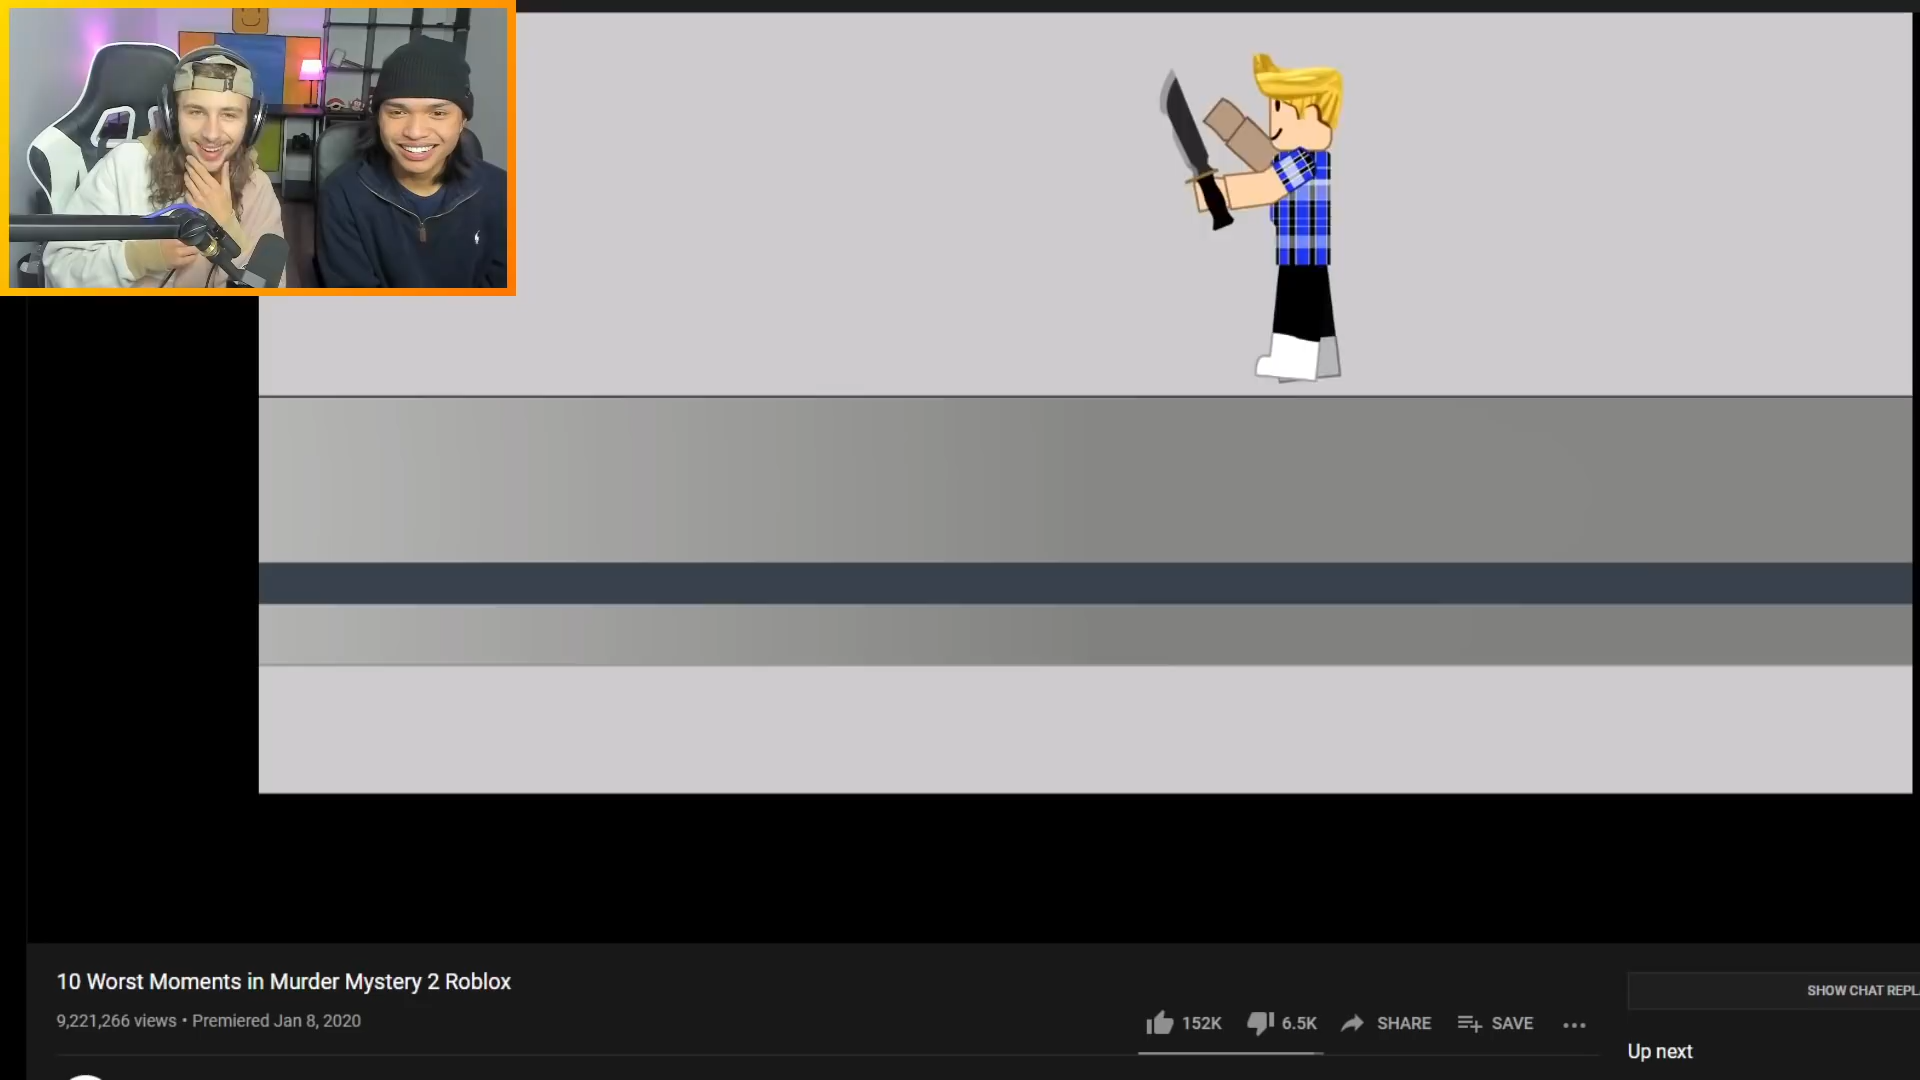 10 Worst Moments in Murder Mystery 2 Roblox
9,221,266 views • Premiered Jan 8, 2020
152K
6.5K
SHARE
SAVE
SHOW CHAT REPL
Up next